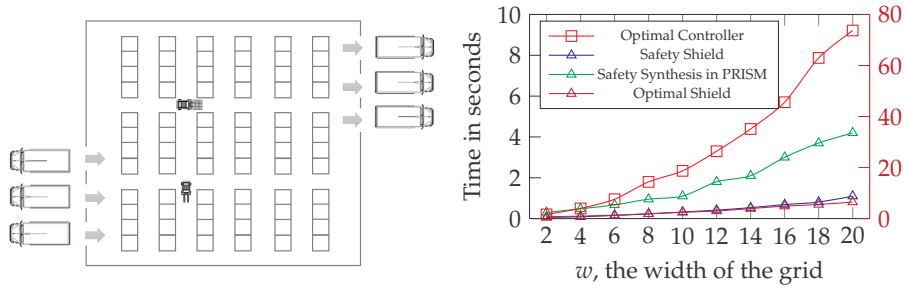 10
8
6
4
2
0
Time in seconds
Optimal Controller
Safety Shield
Safety Synthesis in PRISM
Optimal Shield
80
60
40
20
0
2 4 6 8 10 12 14 16 18 20
w, the width of the grid